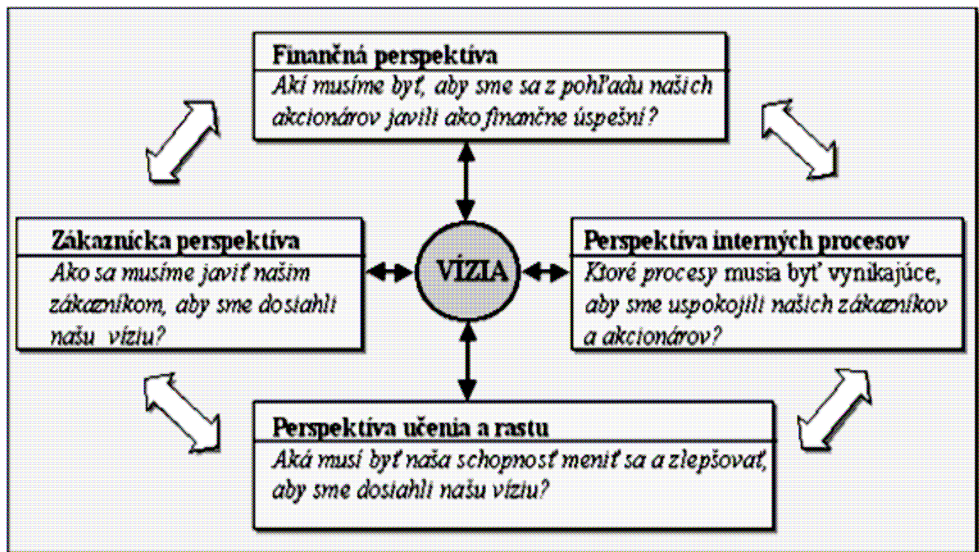 Finančná perspektíva
Akí musíme byť, aby sme sa z pohľadu našich
akcionárov javili ako finančne úspešní?
Zákaznícka perspektíva
Ako sa musíme javiť našim
zákazníkom, aby sme dosiahli
našu víziu?
VÍZIA
Perspektíva interných procesov
Ktoré procesy musia byť vynikajúce,
aby sme uspokojili našich zákazníkov
a akcionárov?
Perspektíva učenia a rastu
Aká musí byť naša schopnosť meniť sa a zlepšovať,
aby sme dosiahli našu víziu?